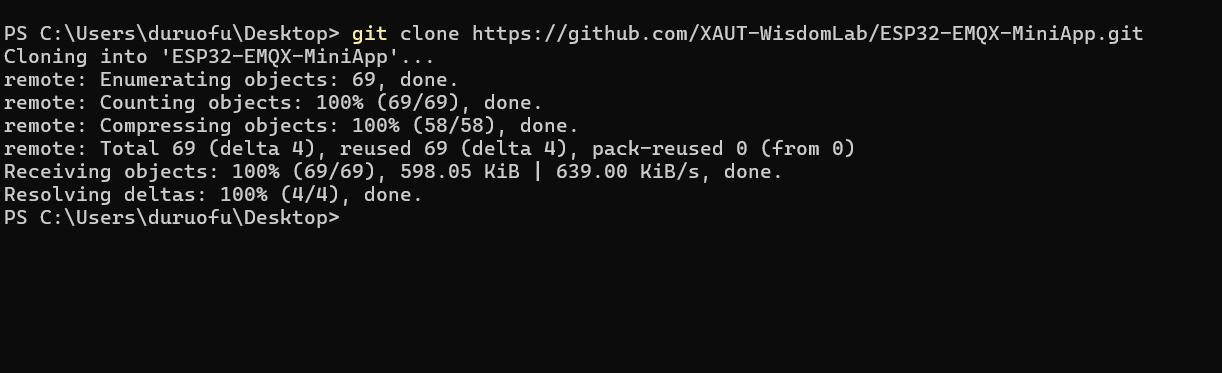 PS C:\Users\duruofu\Desktop> git clone https://github.com/XAUT-WisdomLab/ESP32-EMQX-MiniApp.git
Cloning into 'ESP32-EMQX-MiniApp'...
remote: Enumerating objects: 69, done.
remote: Counting objects: 100% (69/69), done.
remote: Compressing objects: 100% (58/58), done.
remote: Total 69 (delta 4), reused 69 (delta 4), pack-reused 0 (from 0)
Receiving objects: 100% (69/69), 598.05 KiB | 639.00 KiB/s, done.
Resolving deltas: 100% (4/4), done.
PS C:\Users\duruofu\Desktop>